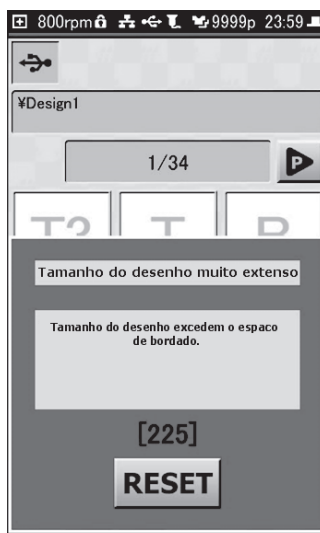 800rpm 9999p 23:59
¥Design1
1/34 P
T2 T B
Tamanho do desenho muito extenso
Tamanho do desenho excedem o espaco
de bordado.
[225]
RESET